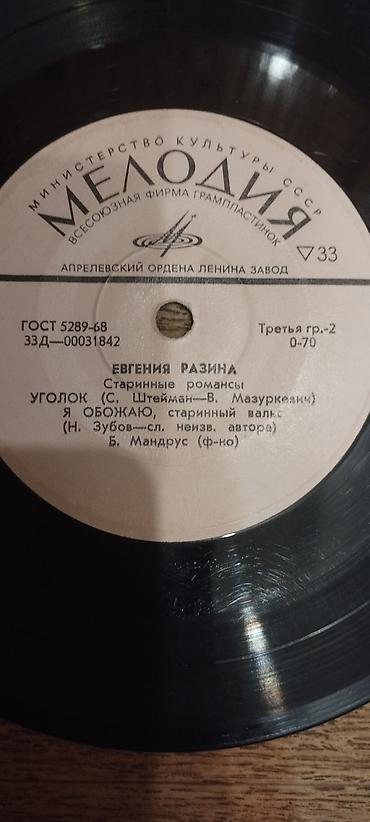 МИНИСТЕРСТВО КУЛЬТУРЫ СССР
МЕЛОДИЯ
ВСЕСОЮЗНАЯ ФИРМА ГРАМПЛАСТИНОК
▽33
АПРЕЛЕВСКИЙ ОРДЕНА ЛЕНИНА ЗАВОД
ГОСТ 5289-68 Третья гр.-2
33Д—00031842 0-70
ЕВГЕНИЯ РАЗИНА
Старинные романсы
УГОЛОК (С. Штейман—В. Мазуркевич)
Я ОБОЖАЮ, старинный вальс
(Н. Зубов—сл. неизв. автора)
Б. Мандрус (ф-но)